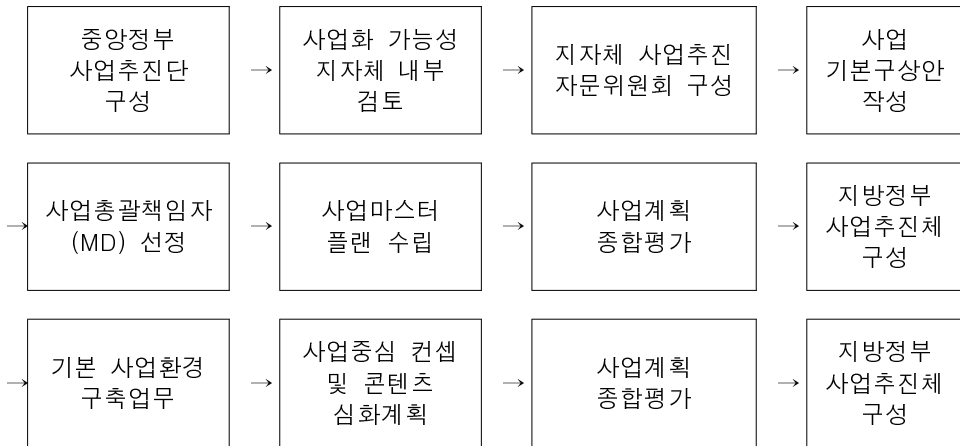 중앙정부
사업추진단
구성
→
사업화 가능성
지자체 내부
검토
→
지자체 사업추진
자문위원회 구성
→
사업
기본구상안
작성
→
사업총괄책임자
(MD) 선정
→
사업마스터
플랜 수립
→
사업계획
종합평가
→
지방정부
사업추진체
구성
→
기본 사업환경
구축업무
→
사업중심 컨셉
및 콘텐츠
심화계획
→
사업계획
종합평가
→
지방정부
사업추진체
구성